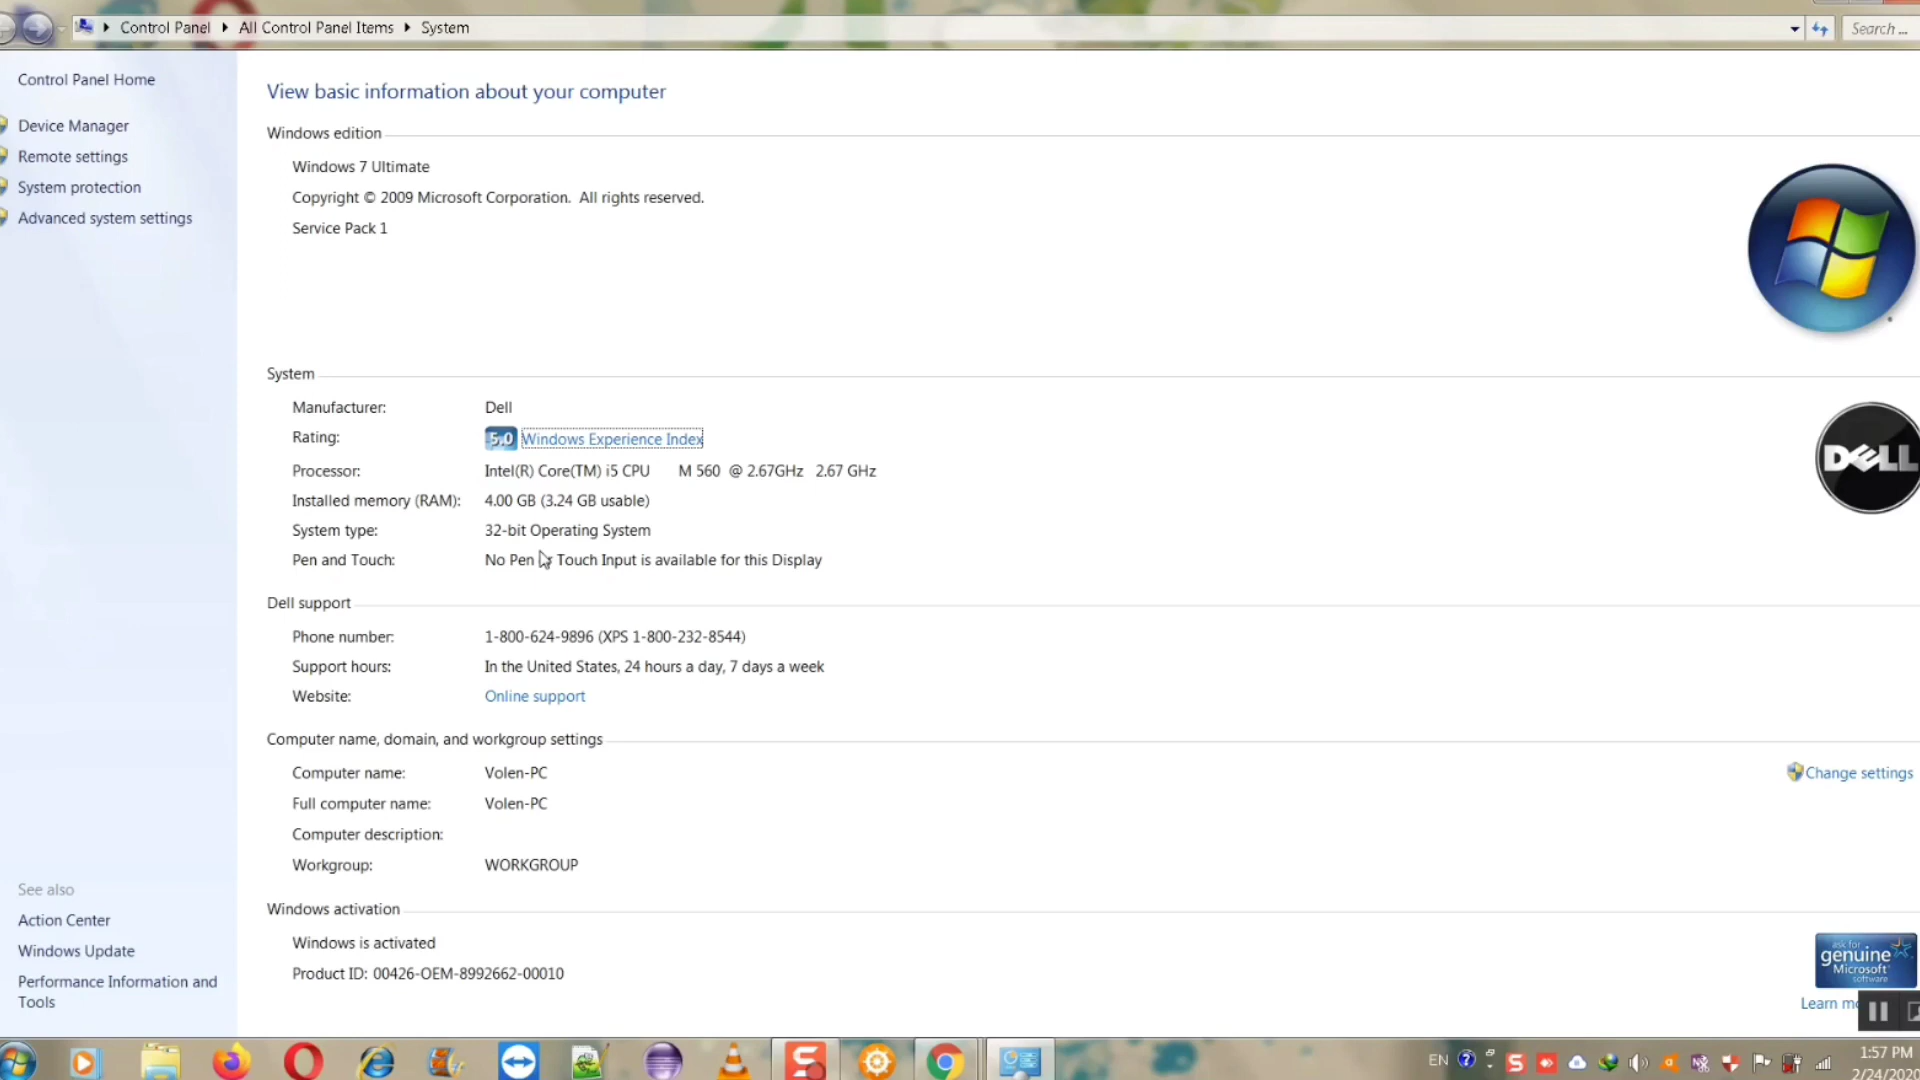 Control Panel All Control Panel Items System
Search ...
Control Panel Home
Device Manager
Remote settings
System protection
Advanced system settings
View basic information about your computer
Windows edition
Windows 7 Ultimate
Copyright © 2009 Microsoft Corporation. All rights reserved.
Service Pack 1
System
Manufacturer: Dell
Rating: 5,0 Windows Experience Index
Processor: Intel(R) Core(TM) i5 CPU M 560 @ 2.67GHz 2.67 GHz
Installed memory (RAM): 4.00 GB (3.24 GB usable)
System type: 32-bit Operating System
Pen and Touch: No Pen Touch Input is available for this Display
DELL
Dell support
Phone number: 1-800-624-9896 (XPS 1-800-232-8544)
Support hours: In the United States, 24 hours a day, 7 days a week
Website: Online support
Computer name, domain, and workgroup settings
Computer name: Volen-PC
Change settings
Full computer name: Volen-PC
Computer description:
Workgroup: WORKGROUP
See also
Action Center
Windows Update
Performance Information and
Tools
Windows activation
Windows is activated
Product ID: 00426-OEM-8992662-00010
ask for
genuine
Microsoft
software
Learn
EN
1:57 PM
2/24/2020